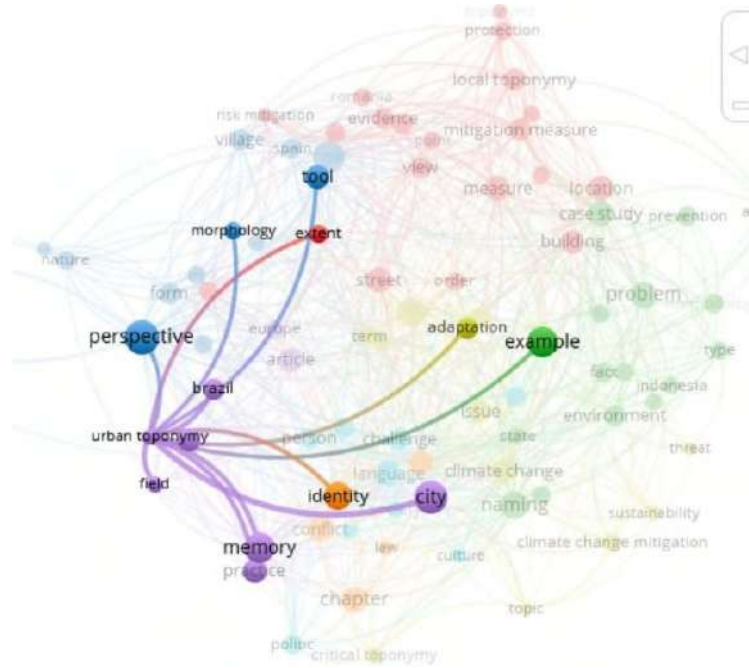 protection
local toponymy
romania
risk mitigation
evidence
mitigation measure
village
spain
point
view
tool
measure
location
case study
prevention
morphology
extent
building
nature
form
street
order
problem
perspective
europe
term
adaptation
example
article
type
fact
indonesia
brazil
issue
environment
urban toponymy
person
challenge
state
threat
field
language
climate change
identity
city
naming
sustainability
conflict
law
memory
practice
culture
climate change mitigation
chapter
topic
critical toponymy